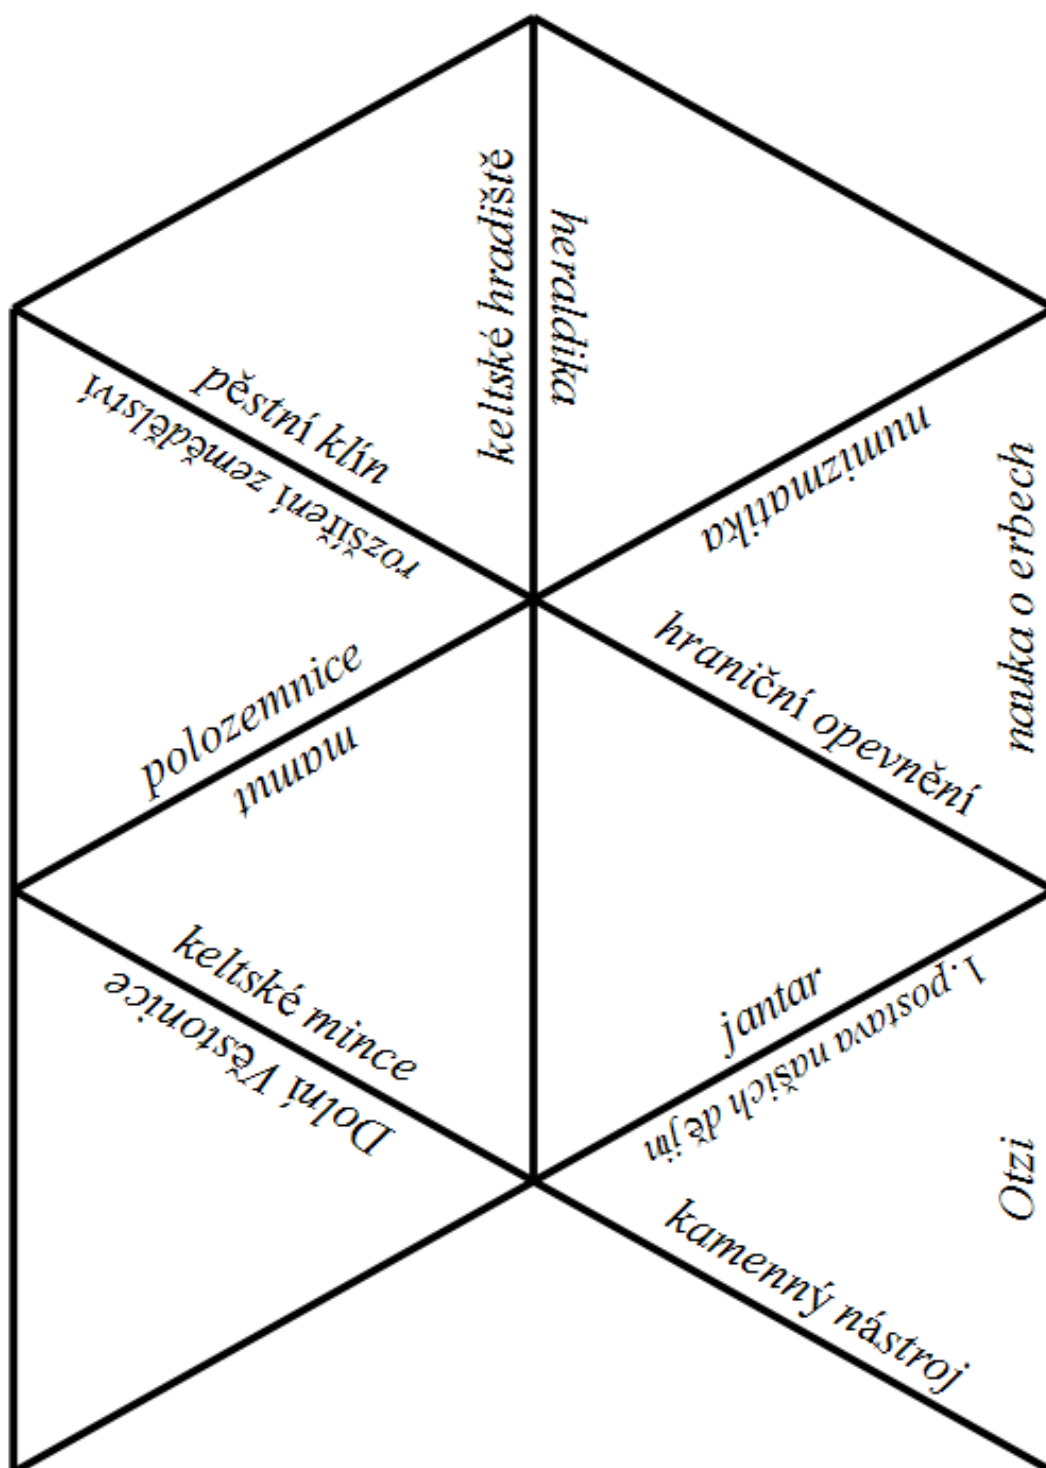 keltské hradiště
heraldika
pěstní klín
rozšíření zemědělství
numizmatika
nauka o erbech
polozemnice
mamut
hraniční opevnění
keltské mince
Dolní Věstonice
jantar
1.postava našich dějin
Otzi
kamenný nástroj